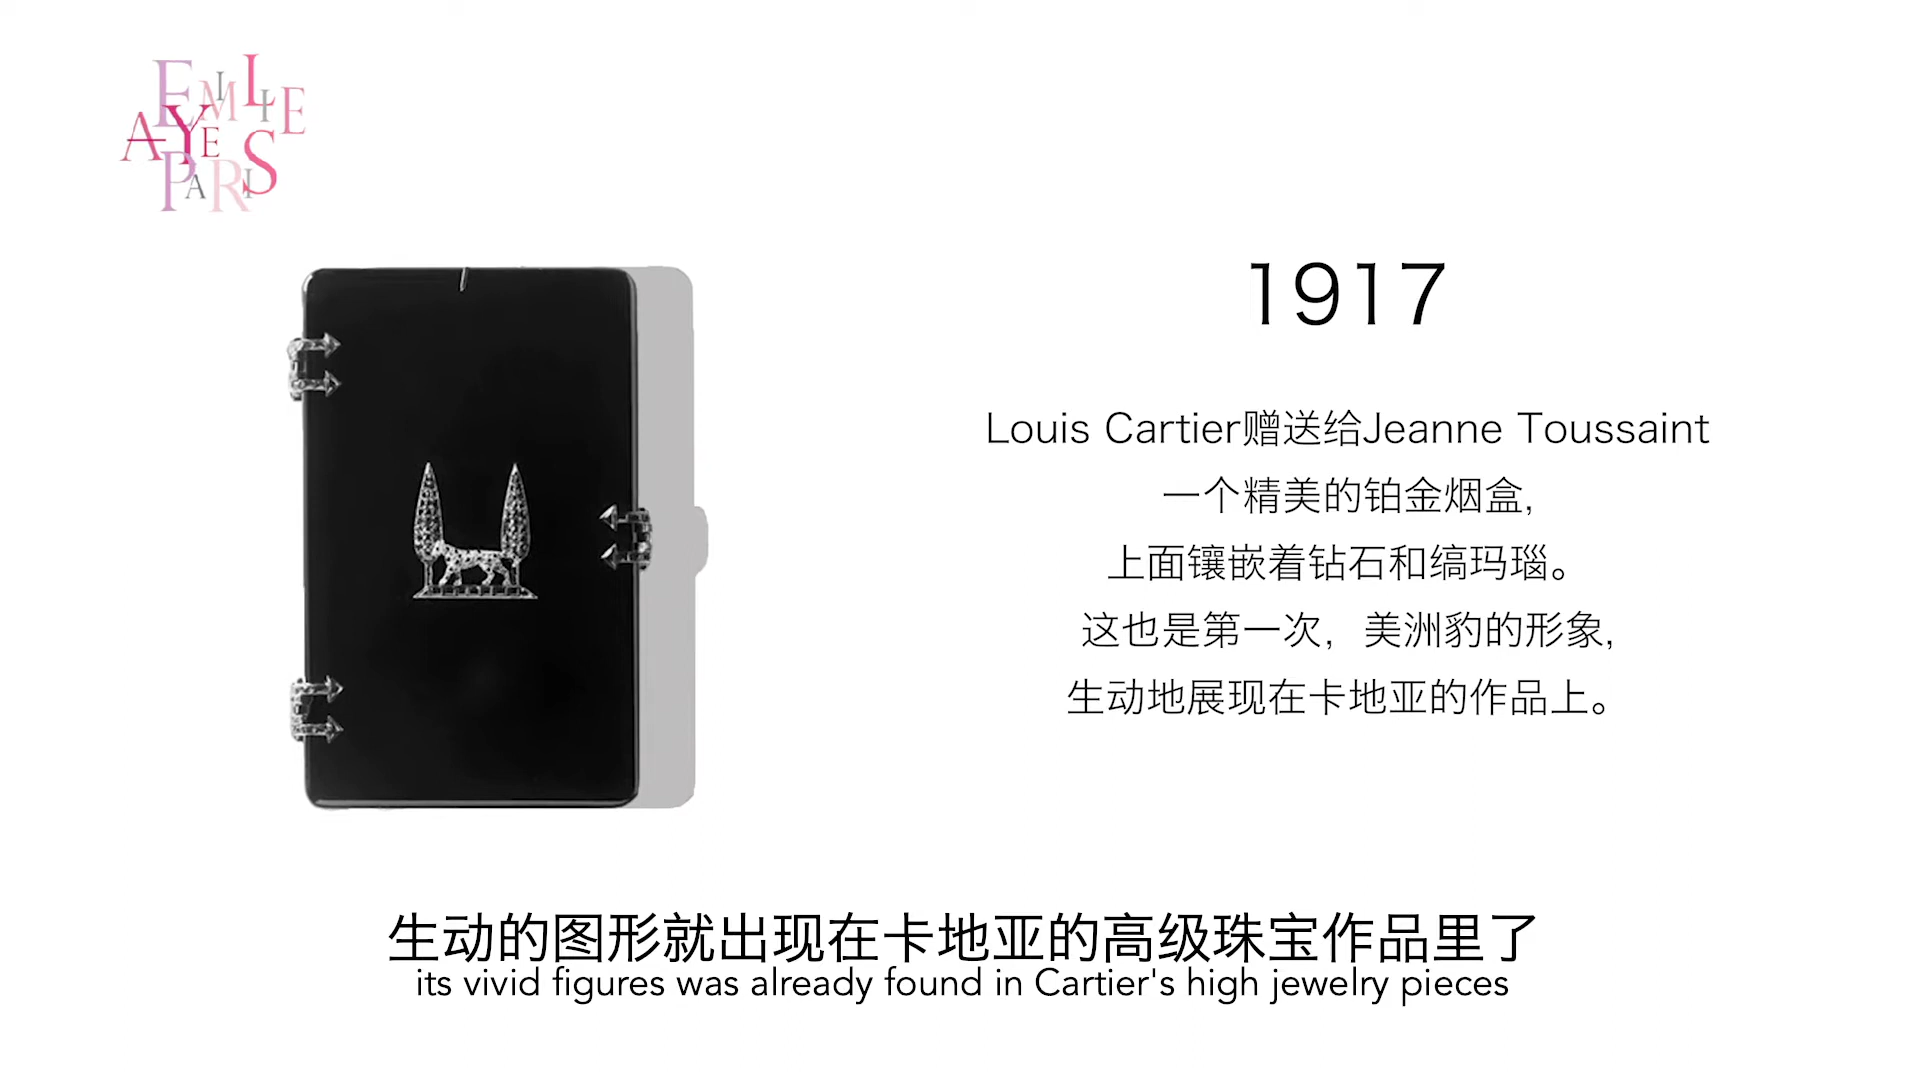 EMILIE
AYES
PARIS
1917
Louis Cartier赠送给Jeanne Toussaint
一个精美的铂金烟盒,
上面镶嵌着钻石和缟玛瑙。
这也是第一次，美洲豹的形象,
生动地展现在卡地亚的作品上。
生动的图形就出现在卡地亚的高级珠宝作品里了
its vivid figures was already found in Cartier's high jewelry pieces